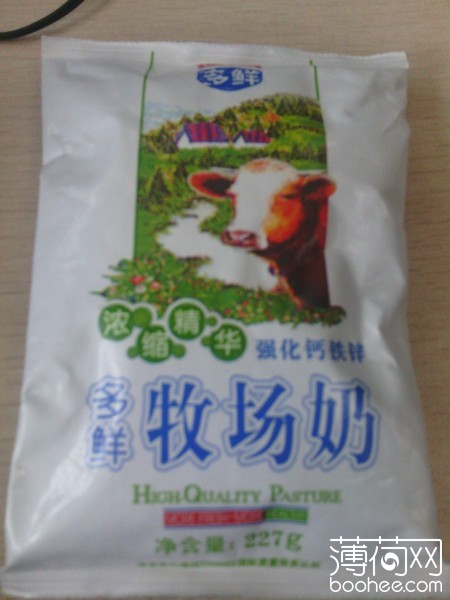 多鲜
浓缩精华
强化钙铁锌
多鲜
牧场奶
HIGH-QUALITY PASTURE
净含量：227g
薄荷网
boohee.com